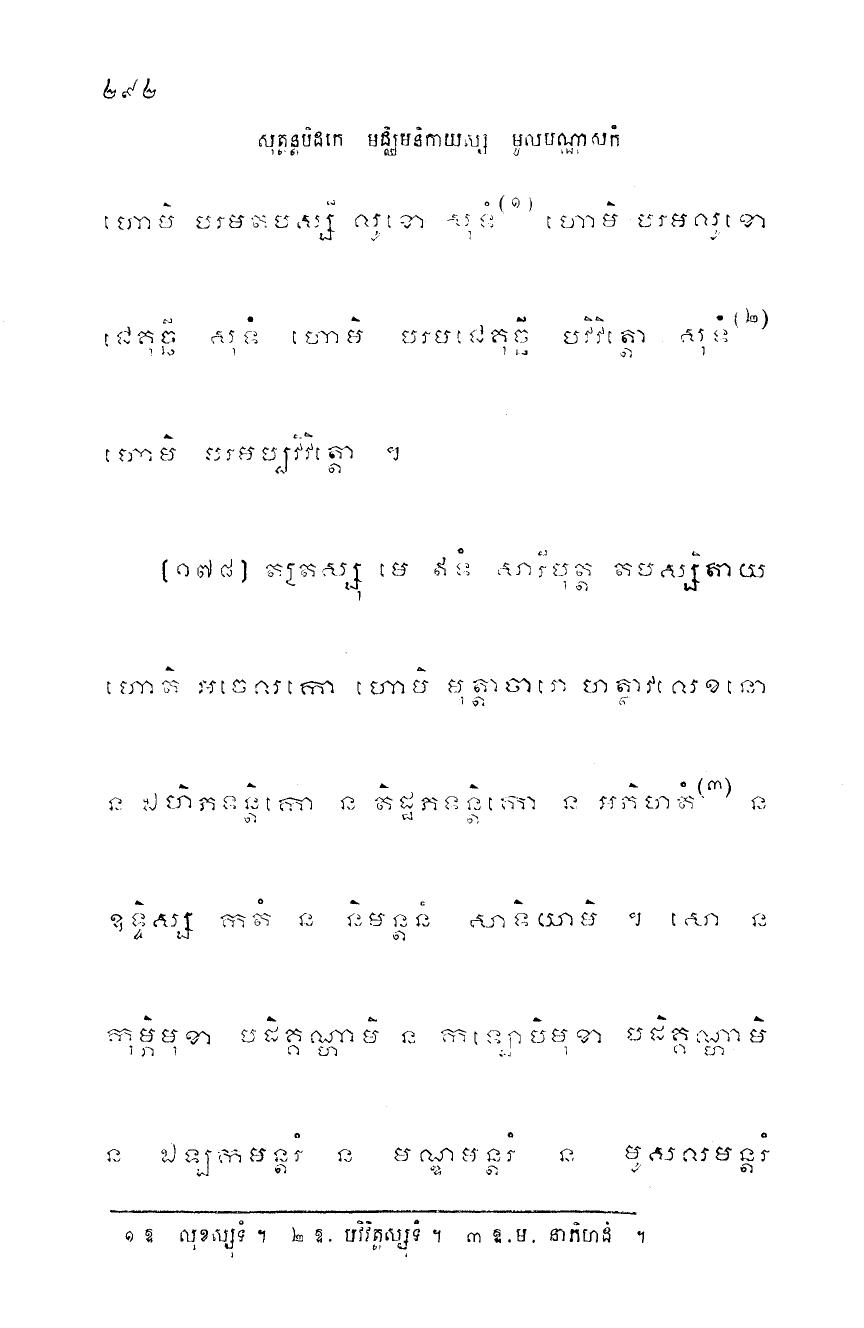 ២៩២
សុត្តន្តបិដកេ មជ្ឈិមនិកាយស្ស មូលបណ្ណាសកំ
ហោមិ បរមតបស្សី លូខោ សុទំ(១) ហោមិ បរមលូខោ
ជេគុច្ឆី សុទំ ហោមិ បរមជេគុច្ឆី បវិវិត្តោ សុទំ(២)
ហោមិ បរមប្បវិវិត្តោ ។
(១៧៨) តត្រស្សុ មេ ឥទំ សារីបុត្ត តបស្សិតាយ
ហោតិ អចេលកោ ហោមិ មុត្តាចារោ ហត្ថាវលេខនោ
ន ឯហិភទន្តិកោ ន តិដ្ឋភទន្តិកោ ន អភិហតំ(៣) ន
ឧទ្ទិស្ស កតំ ន និមន្តនំ សាទិយាមិ ។ សោ ន
កុម្ភិមុខា បដិគ្គណ្ហាមិ ន កឡោបិមុខា បដិគ្គណ្ហាមិ
ន ឯឡកមន្តរំ ន មណ្ឌមន្តរំ ន មូសលមន្តរំ
១ ឱ លុខស្សុទំ ។ ២ ឱ. បវិវិត្តស្សុទំ ។ ៣ ឱ.ម. នាភិហដំ ។